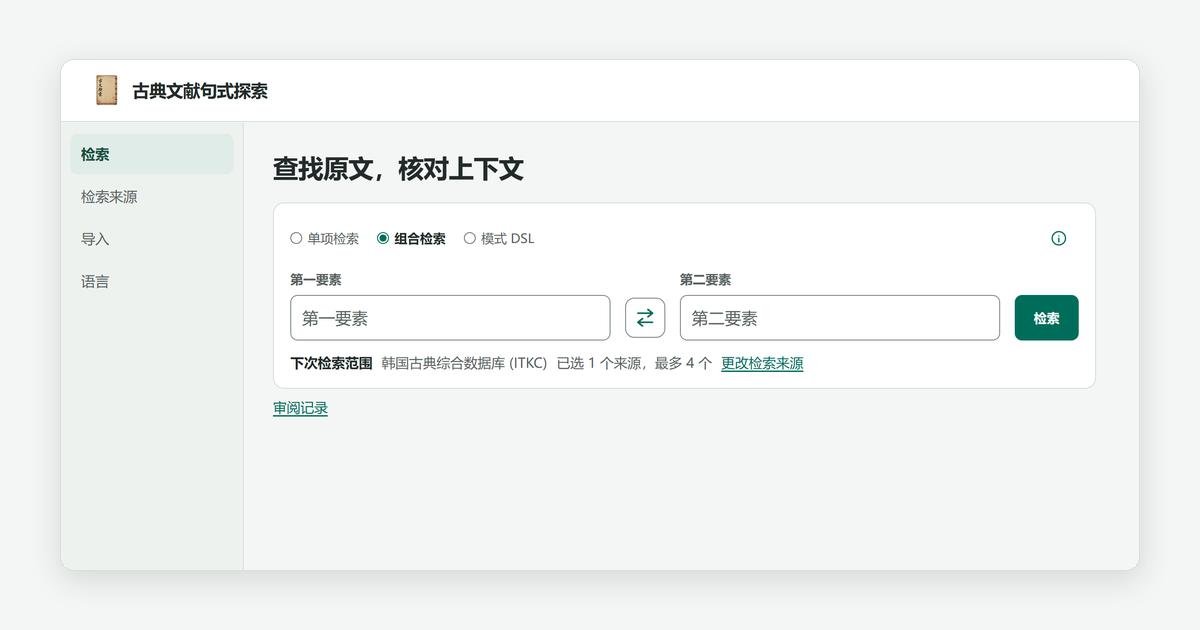 古典文献句式探索
检索
检索来源
导入
语言
查找原文，核对上下文
单项检索 组合检索 模式 DSL
第一要素 第二要素
第一要素 第二要素 检索
下次检索范围 韩国古典综合数据库 (ITKC) 已选 1 个来源，最多 4 个 更改检索来源
审阅记录